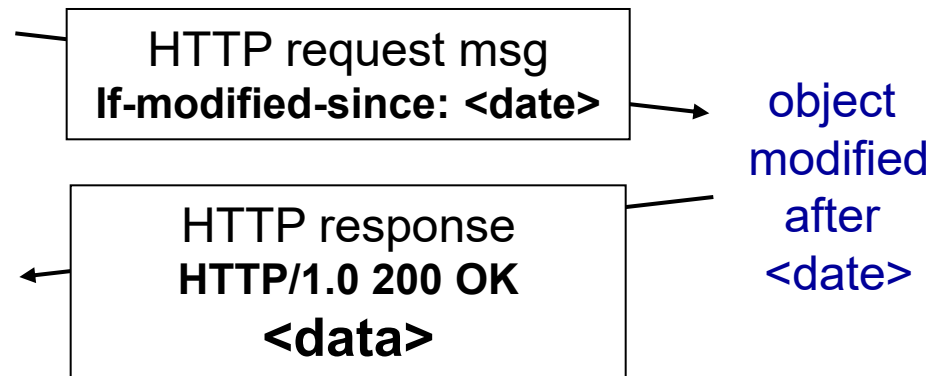 HTTP request msg
If-modified-since: <date>
object
modified
after
<date>
HTTP response
HTTP/1.0 200 OK
<data>